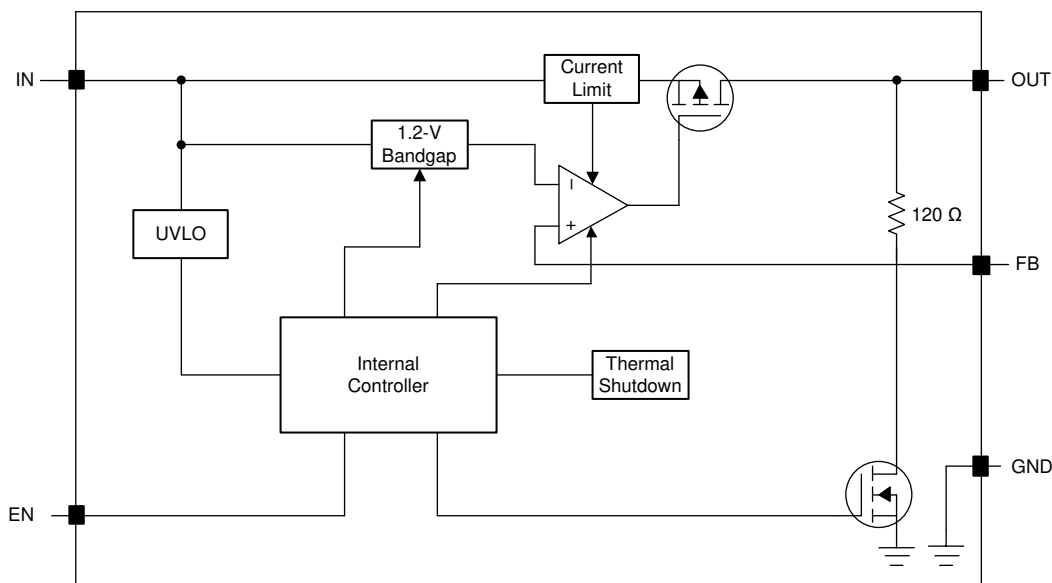 IN
Current
Limit
OUT
1.2-V
Bandgap
–
+
120 Ω
UVLO
FB
Internal
Controller
Thermal
Shutdown
GND
EN